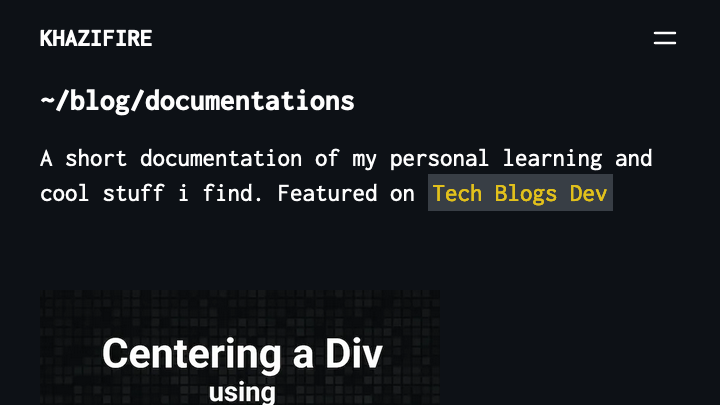 KHAZIFIRE
~/blog/documentations
A short documentation of my personal learning and
cool stuff i find. Featured on Tech Blogs Dev
Centering a Div
using